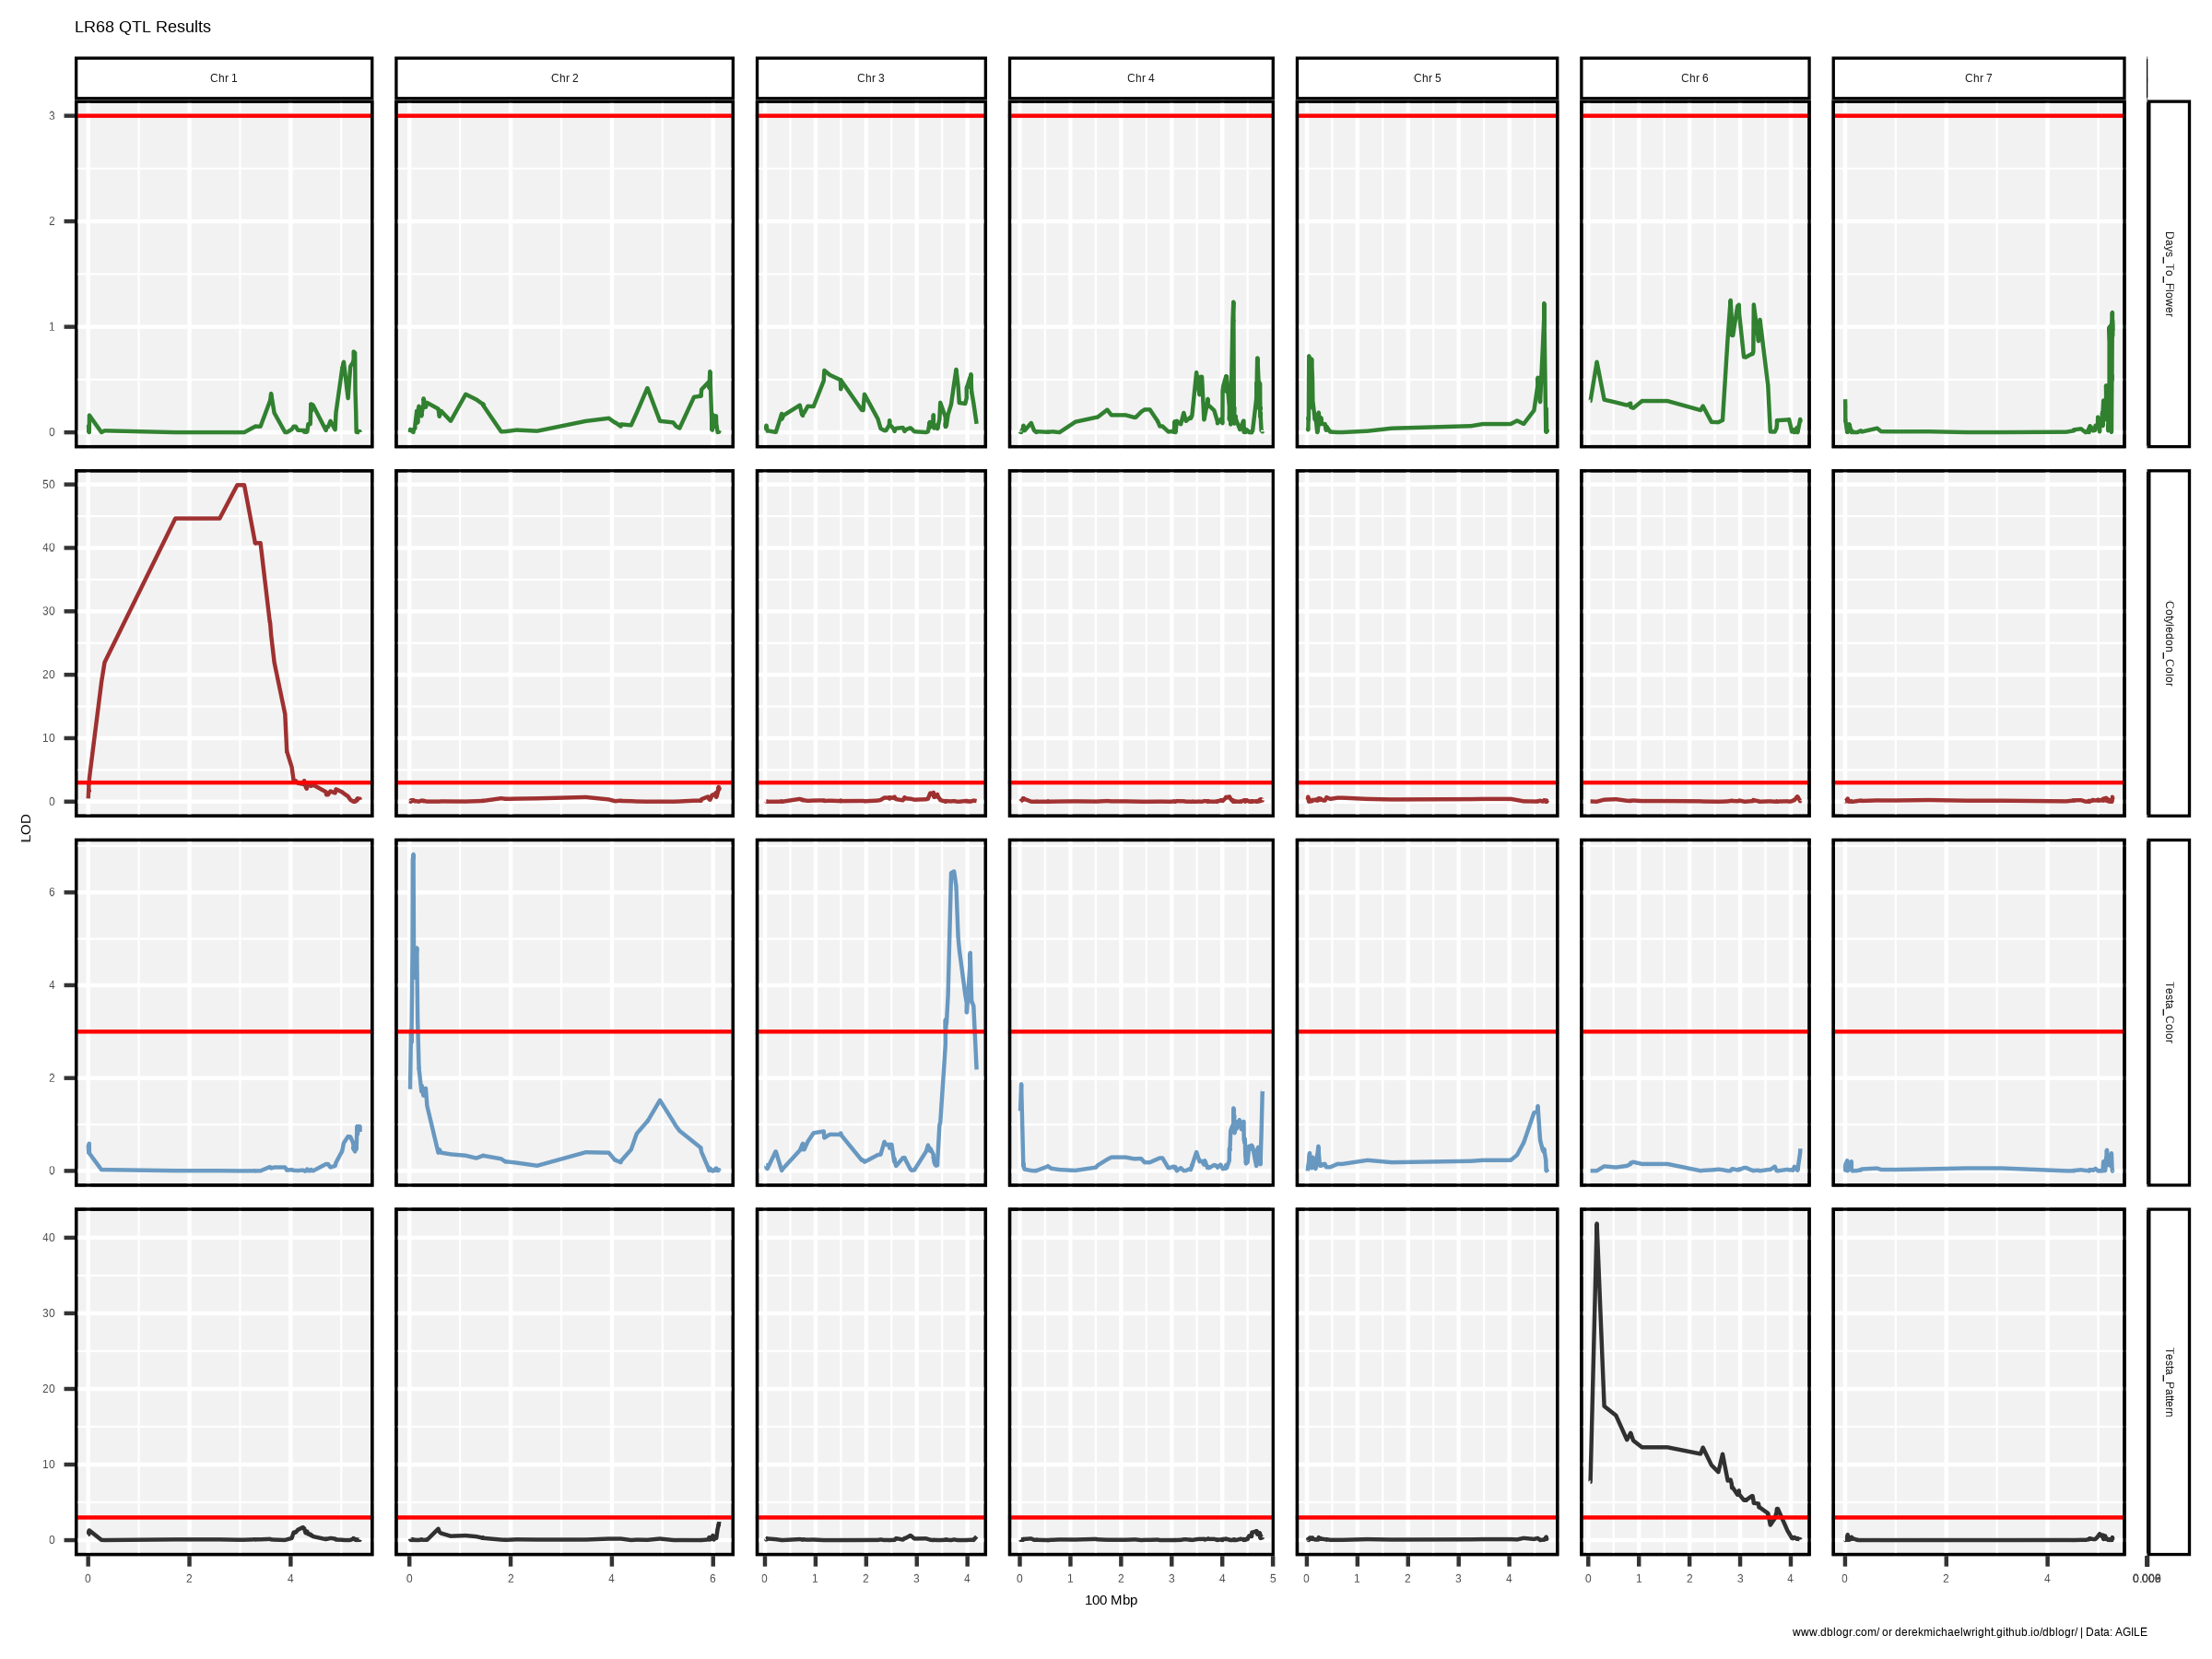 LR68 QTL Results
Chr 1 Chr 2 Chr 3 Chr 4 Chr 5 Chr 6 Chr 7
3
2
1
0
Days_To_Flower
50
40
30
20
10
0
Cotyledon_Color
LOD
6
4
2
0
Testa_Color
40
30
20
10
0
Testa_Pattern
0 2 4 0 2 4 6 0 1 2 3 4 0 1 2 3 4 5 0 1 2 3 4 0 1 2 3 4 0 2 4
100 Mbp
www.dblogr.com/ or derekmichaelwright.github.io/dblogr/ | Data: AGILE